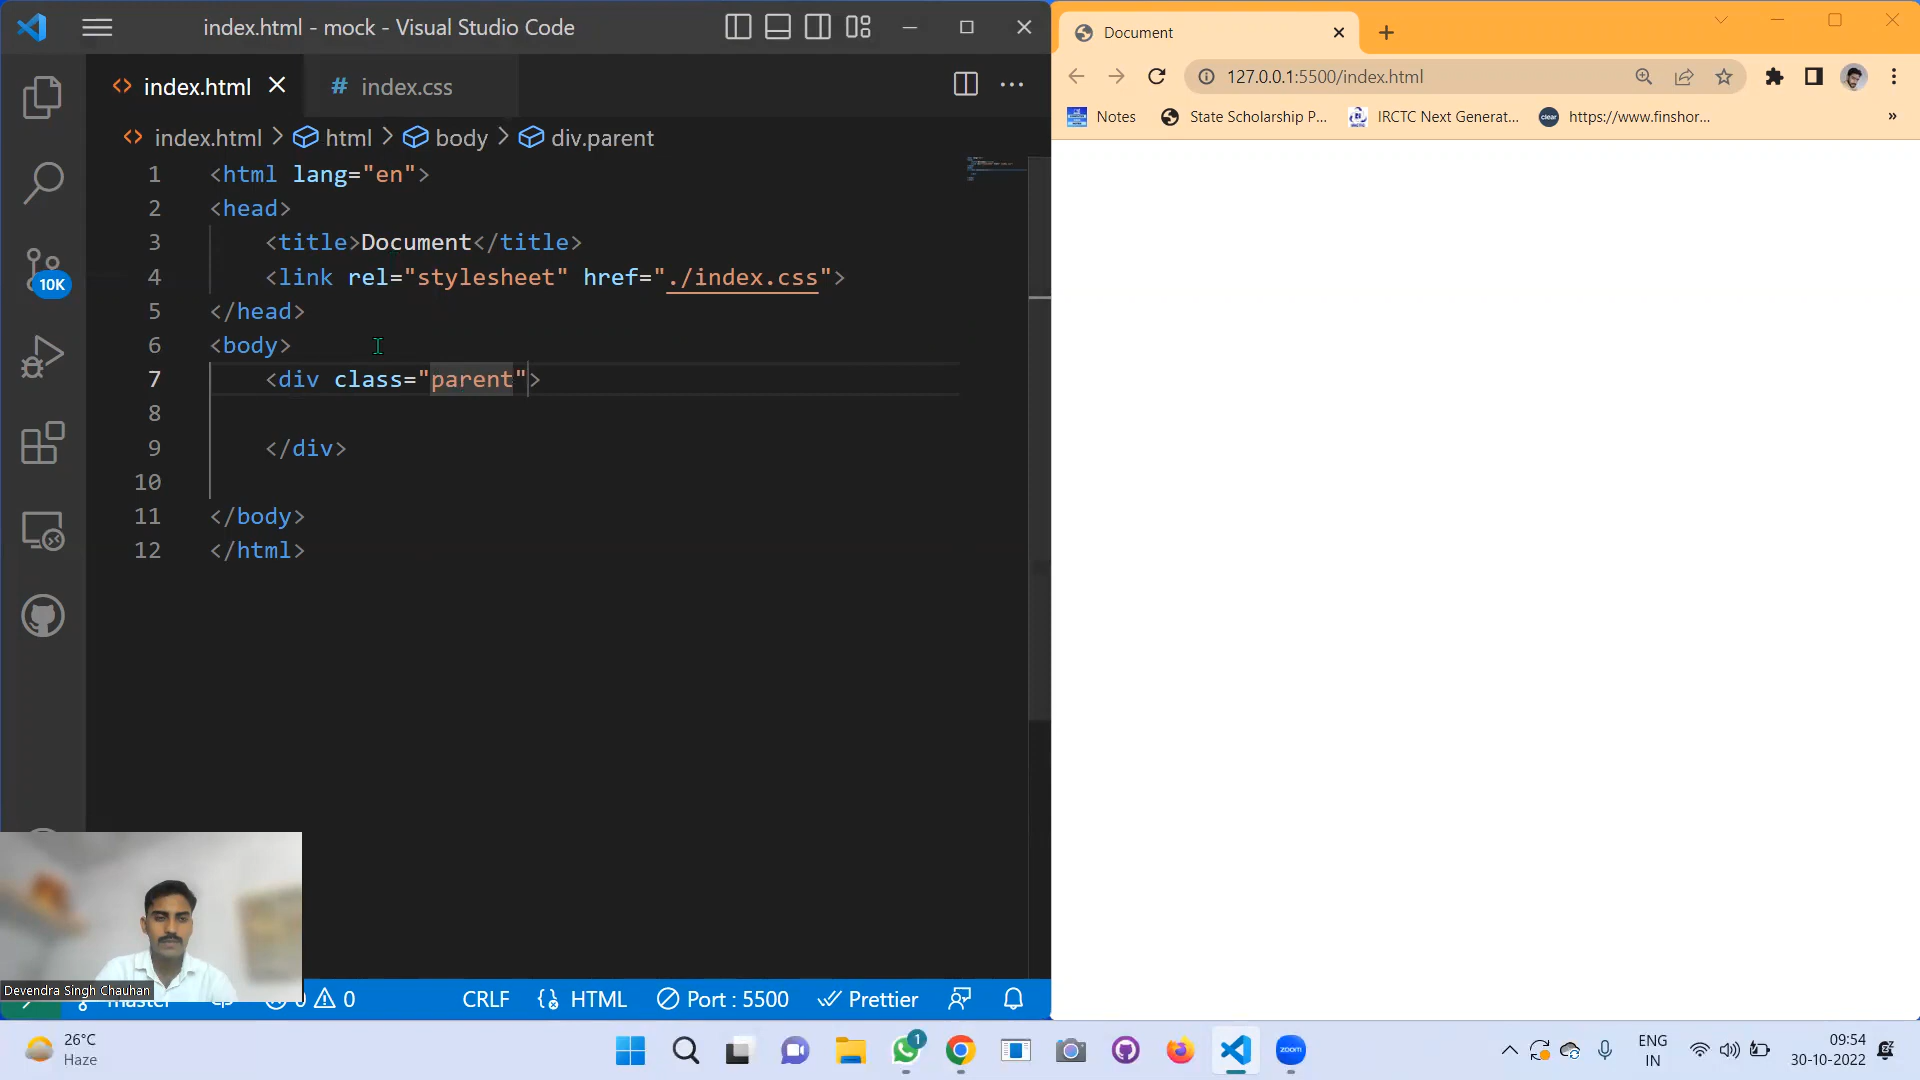 index.html - mock - Visual Studio Code
index.html
# index.css
index.html > html > body > div.parent
1 <html lang="en">
2 <head>
3 <title>Document</title>
4 <link rel="stylesheet" href="./index.css">
5 </head>
6 <body>
7 <div class="parent">
8
9 </div>
10
11 </body>
12 </html>
10K
Devendra Singh Chauhan
0 CRLF HTML Port : 5500 Prettier
Document
127.0.0.1:5500/index.html
Notes State Scholarship P... IRCTC Next Generat... https://www.finshor... »
26°C
Haze
1
zoom
ENG
IN
09:54
30-10-2022